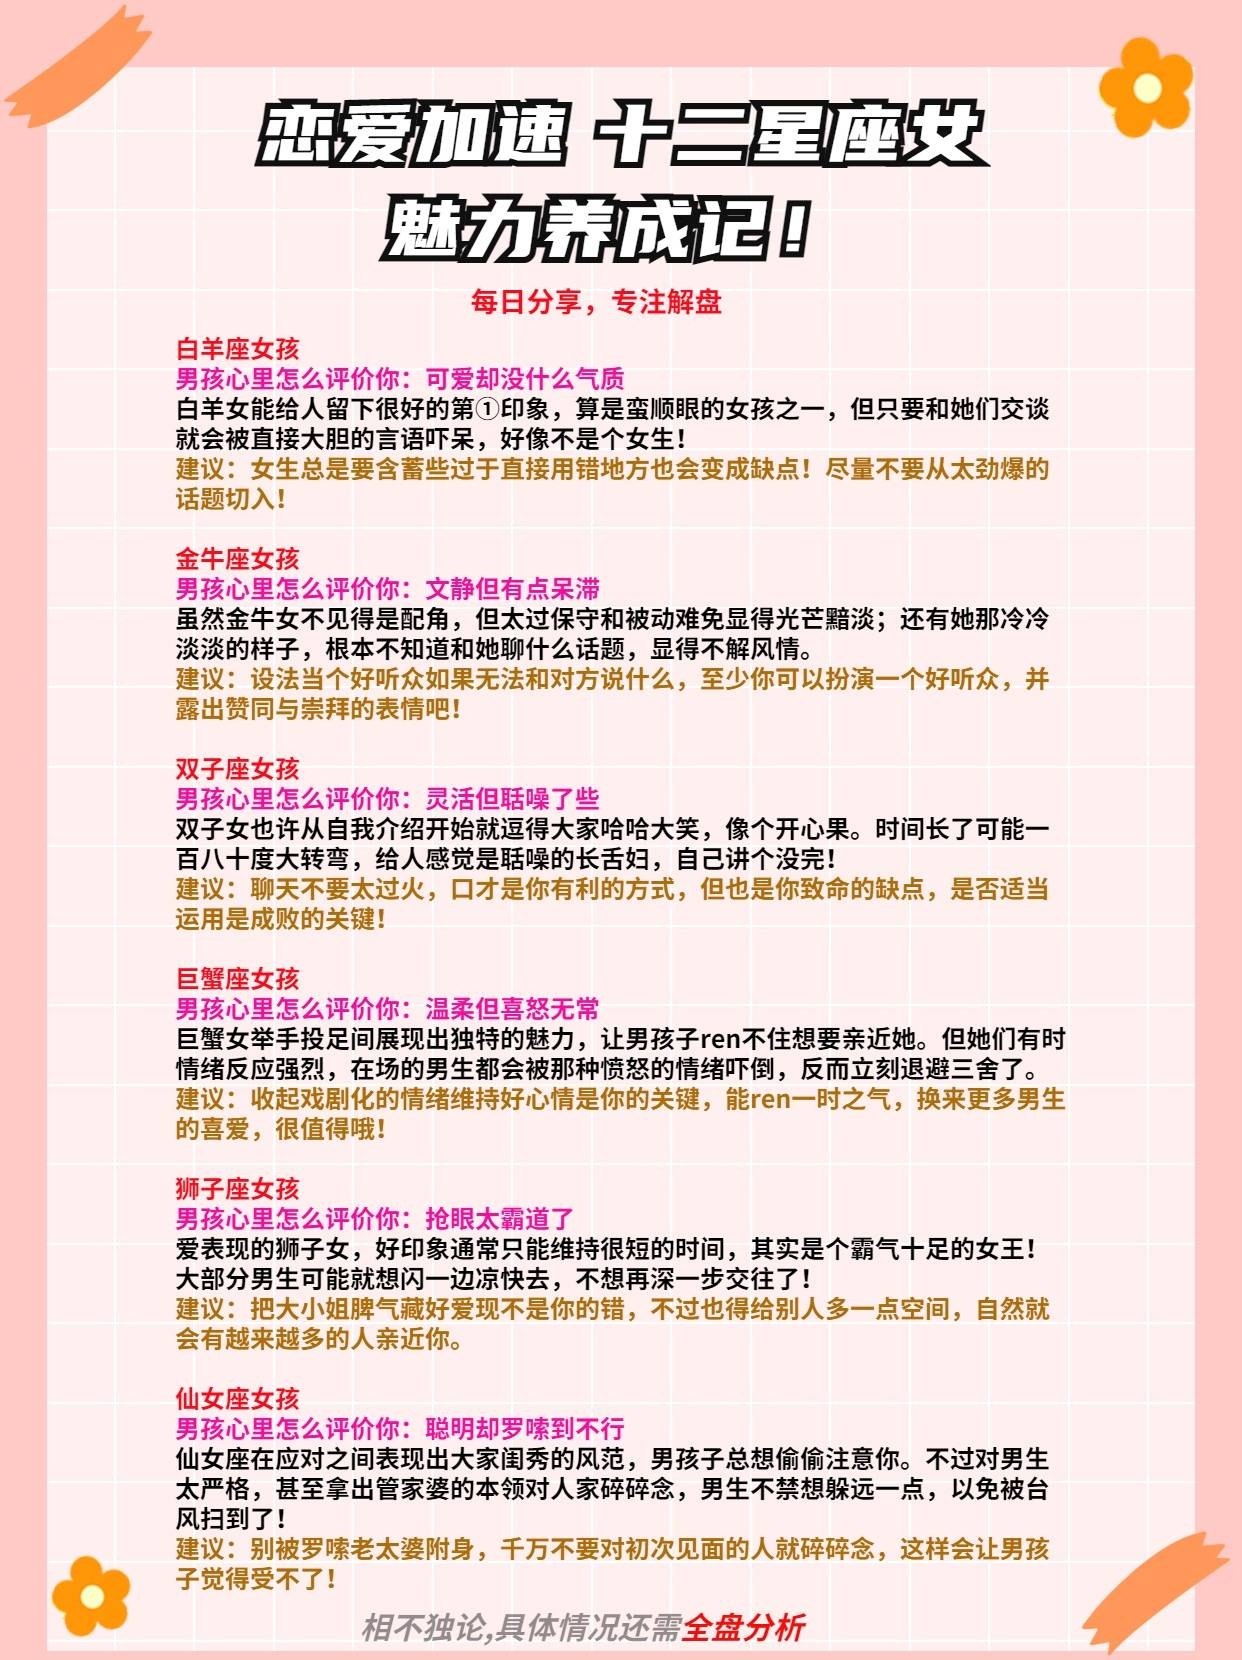 恋爱加速 十二星座女
魅力养成记！
每日分享，专注解盘
白羊座女孩
男孩心里怎么评价你：可爱却没什么气质
白羊女能给人留下很好的第①印象，算是蛮顺眼的女孩之一，但只要和她们交谈
就会被直接大胆的言语吓呆，好像不是个女生！
建议：女生总是要含蓄些过于直接用错地方也会变成缺点！尽量不要从太劲爆的
话题切入！
金牛座女孩
男孩心里怎么评价你：文静但有点呆滞
虽然金牛女不见得是配角，但太过保守和被动难免显得光芒黯淡；还有她那冷冷
淡淡的样子，根本不知道和她聊什么话题，显得不解风情。
建议：设法当个好听众如果无法和对方说什么，至少你可以扮演一个好听众，并
露出赞同与崇拜的表情吧！
双子座女孩
男孩心里怎么评价你：灵活但聒噪了些
双子女也许从自我介绍开始就逗得大家哈哈大笑，像个开心果。时间长了可能一
百八十度大转弯，给人感觉是聒噪的长舌妇，自己讲个没完！
建议：聊天不要太过火，口才是你有利的方式，但也是你致命的缺点，是否适当
运用是成败的关键！
巨蟹座女孩
男孩心里怎么评价你：温柔但喜怒无常
巨蟹女举手投足间展现出独特的魅力，让男孩子ren不住想要亲近她。但她们有时
情绪反应强烈，在场的男生都会被那种愤怒的情绪吓倒，反而立刻退避三舍了。
建议：收起戏剧化的情绪维持好心情是你的关键，能ren一时之气，换来更多男生
的喜爱，很值得哦！
狮子座女孩
男孩心里怎么评价你：抢眼太霸道了
爱表现的狮子女，好印象通常只能维持很短的时间，其实是个霸气十足的女王！
大部分男生可能就想闪一边凉快去，不想再深一步交往了！
建议：把大小姐脾气藏好爱现不是你的错，不过也得给别人多一点空间，自然就
会有越来越多的人亲近你。
仙女座女孩
男孩心里怎么评价你：聪明却罗嗦到不行
仙女座在应对之间表现出大家闺秀的风范，男孩子总想偷偷注意你。不过对男生
太严格，甚至拿出管家婆的本领对人家碎碎念，男生不禁想躲远一点，以免被台
风扫到了！
建议：别被罗嗦老太婆附身，千万不要对初次见面的人就碎碎念，这样会让男孩
子觉得受不了！
相不独论,具体情况还需全盘分析